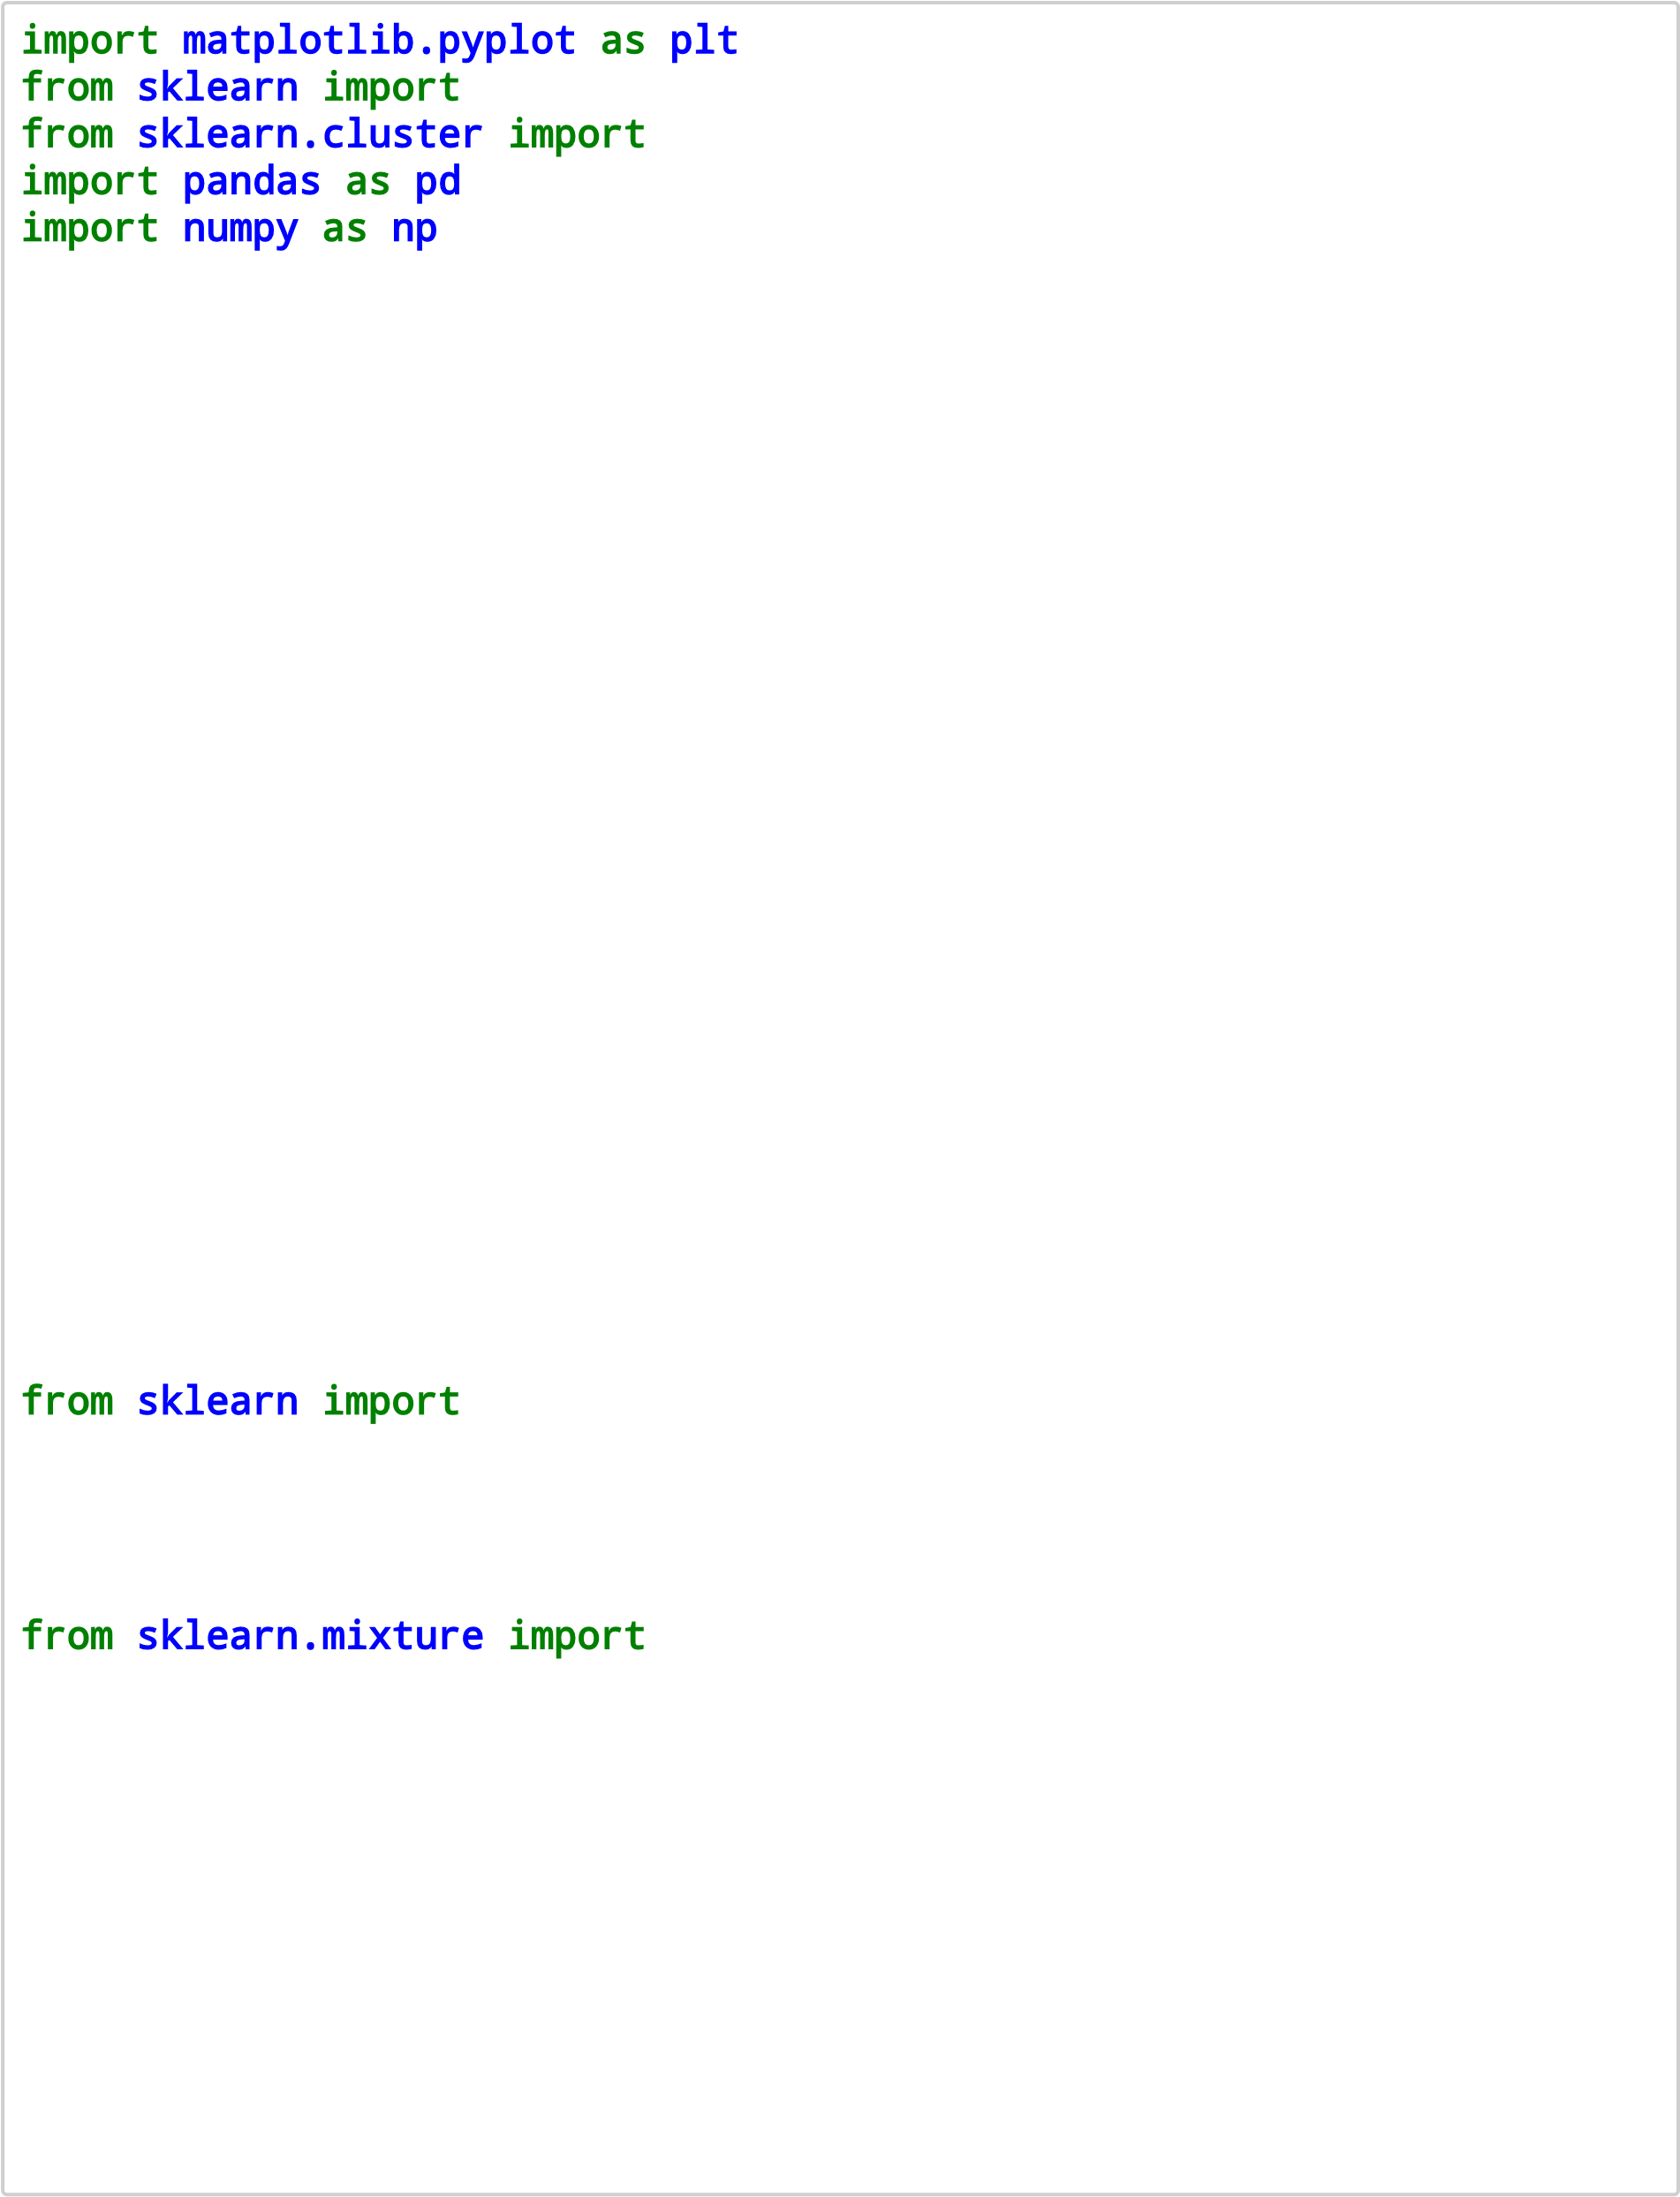 import matplotlib.pyplot as plt
from sklearn import
from sklearn.cluster import
import pandas as pd
import numpy as np
from sklearn import
from sklearn.mixture import